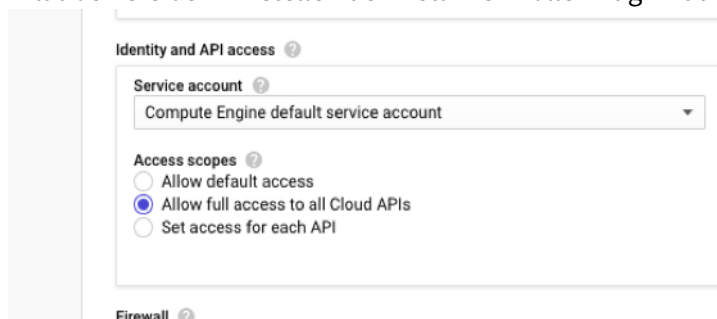 Identity and API access
Service account
Compute Engine default service account
Access scopes
Allow default access
Allow full access to all Cloud APIs
Set access for each API
Firewall